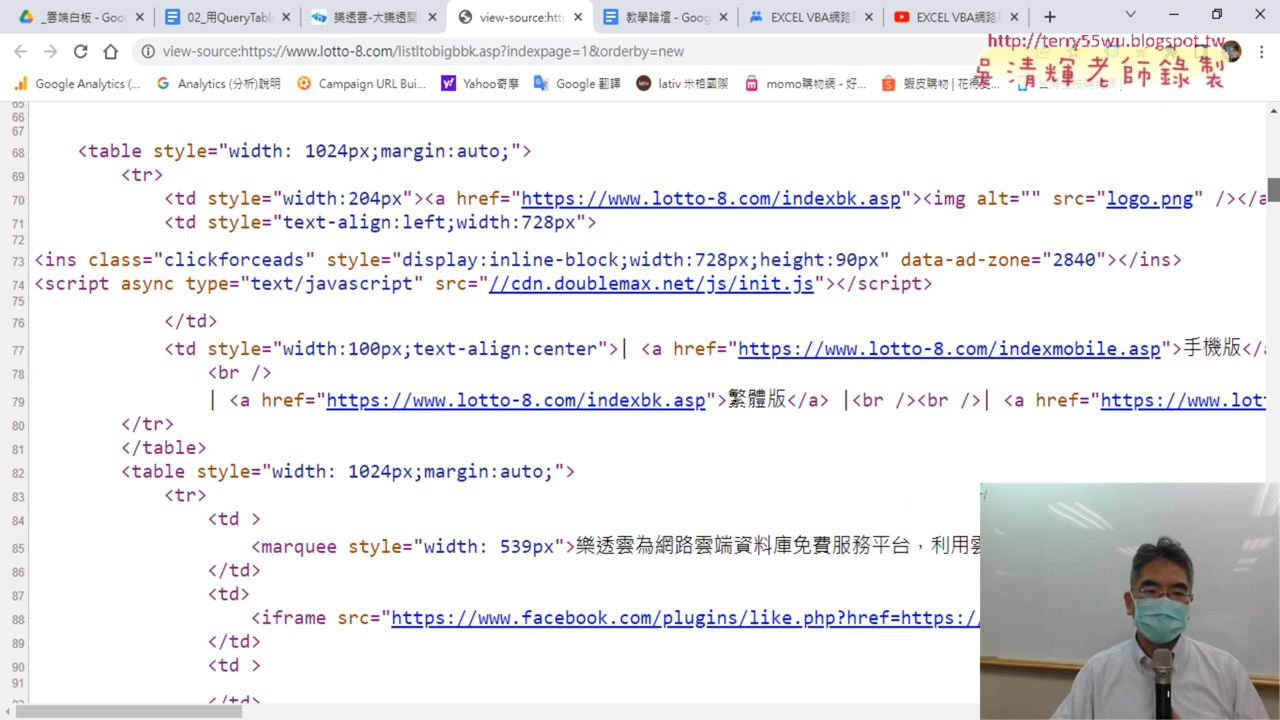 _雲端白板 - Goo
02_用QueryTabl
樂透雲-大樂透開
view-source:http
教學論壇 - Goog
EXCEL VBA網路
EXCEL VBA網路
view-source:https://www.lotto-8.com/listltobigbbk.asp?indexpage=1&orderby=new
http://terry55wu.blogspot.tw
吳清輝老師錄製
Google Analytics (...
Analytics (分析)說明
Campaign URL Bui...
Yahoo奇摩
Google 翻譯
lativ 米格國際
momo購物網 - 好...
蝦皮購物 | 花得更...
65
66
67
68 <table style="width: 1024px;margin:auto;">
69 <tr>
70 <td style="width:204px"><a href="https://www.lotto-8.com/indexbk.asp"><img alt="" src="logo.png" /></a
71 <td style="text-align:left;width:728px">
72
73 <ins class="clickforceads" style="display:inline-block;width:728px;height:90px" data-ad-zone="2840"></ins>
74 <script async type="text/javascript" src="//cdn.doublemax.net/js/init.js"></script>
75
76 </td>
77 <td style="width:100px;text-align:center">| <a href="https://www.lotto-8.com/indexmobile.asp">手機版</a
78 <br />
79 | <a href="https://www.lotto-8.com/indexbk.asp">繁體版</a> |<br /><br />| <a href="https://www.lott
80 </tr>
81 </table>
82 <table style="width: 1024px;margin:auto;">
83 <tr>
84 <td >
85 <marquee style="width: 539px">樂透雲為網路雲端資料庫免費服務平台，利用雲
86 </td>
87 <td>
88 <iframe src="https://www.facebook.com/plugins/like.php?href=https:/
89 </td>
90 <td >
91
</td>